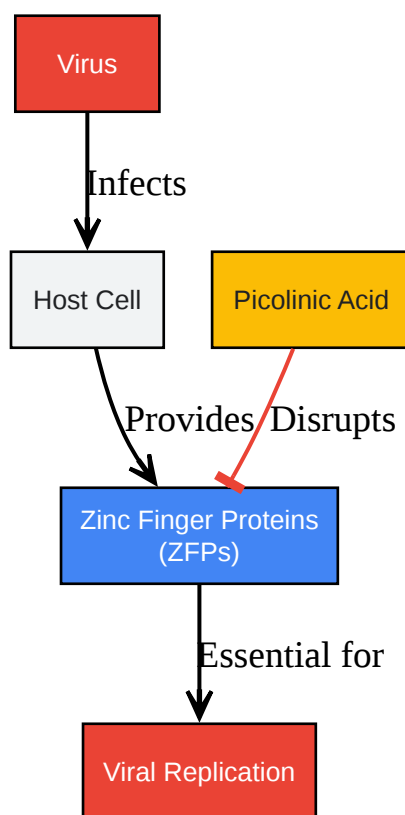 Virus
Infects
Host Cell
Picolinic Acid
Provides
Disrupts
Zinc Finger Proteins
(ZFPs)
Essential for
Viral Replication